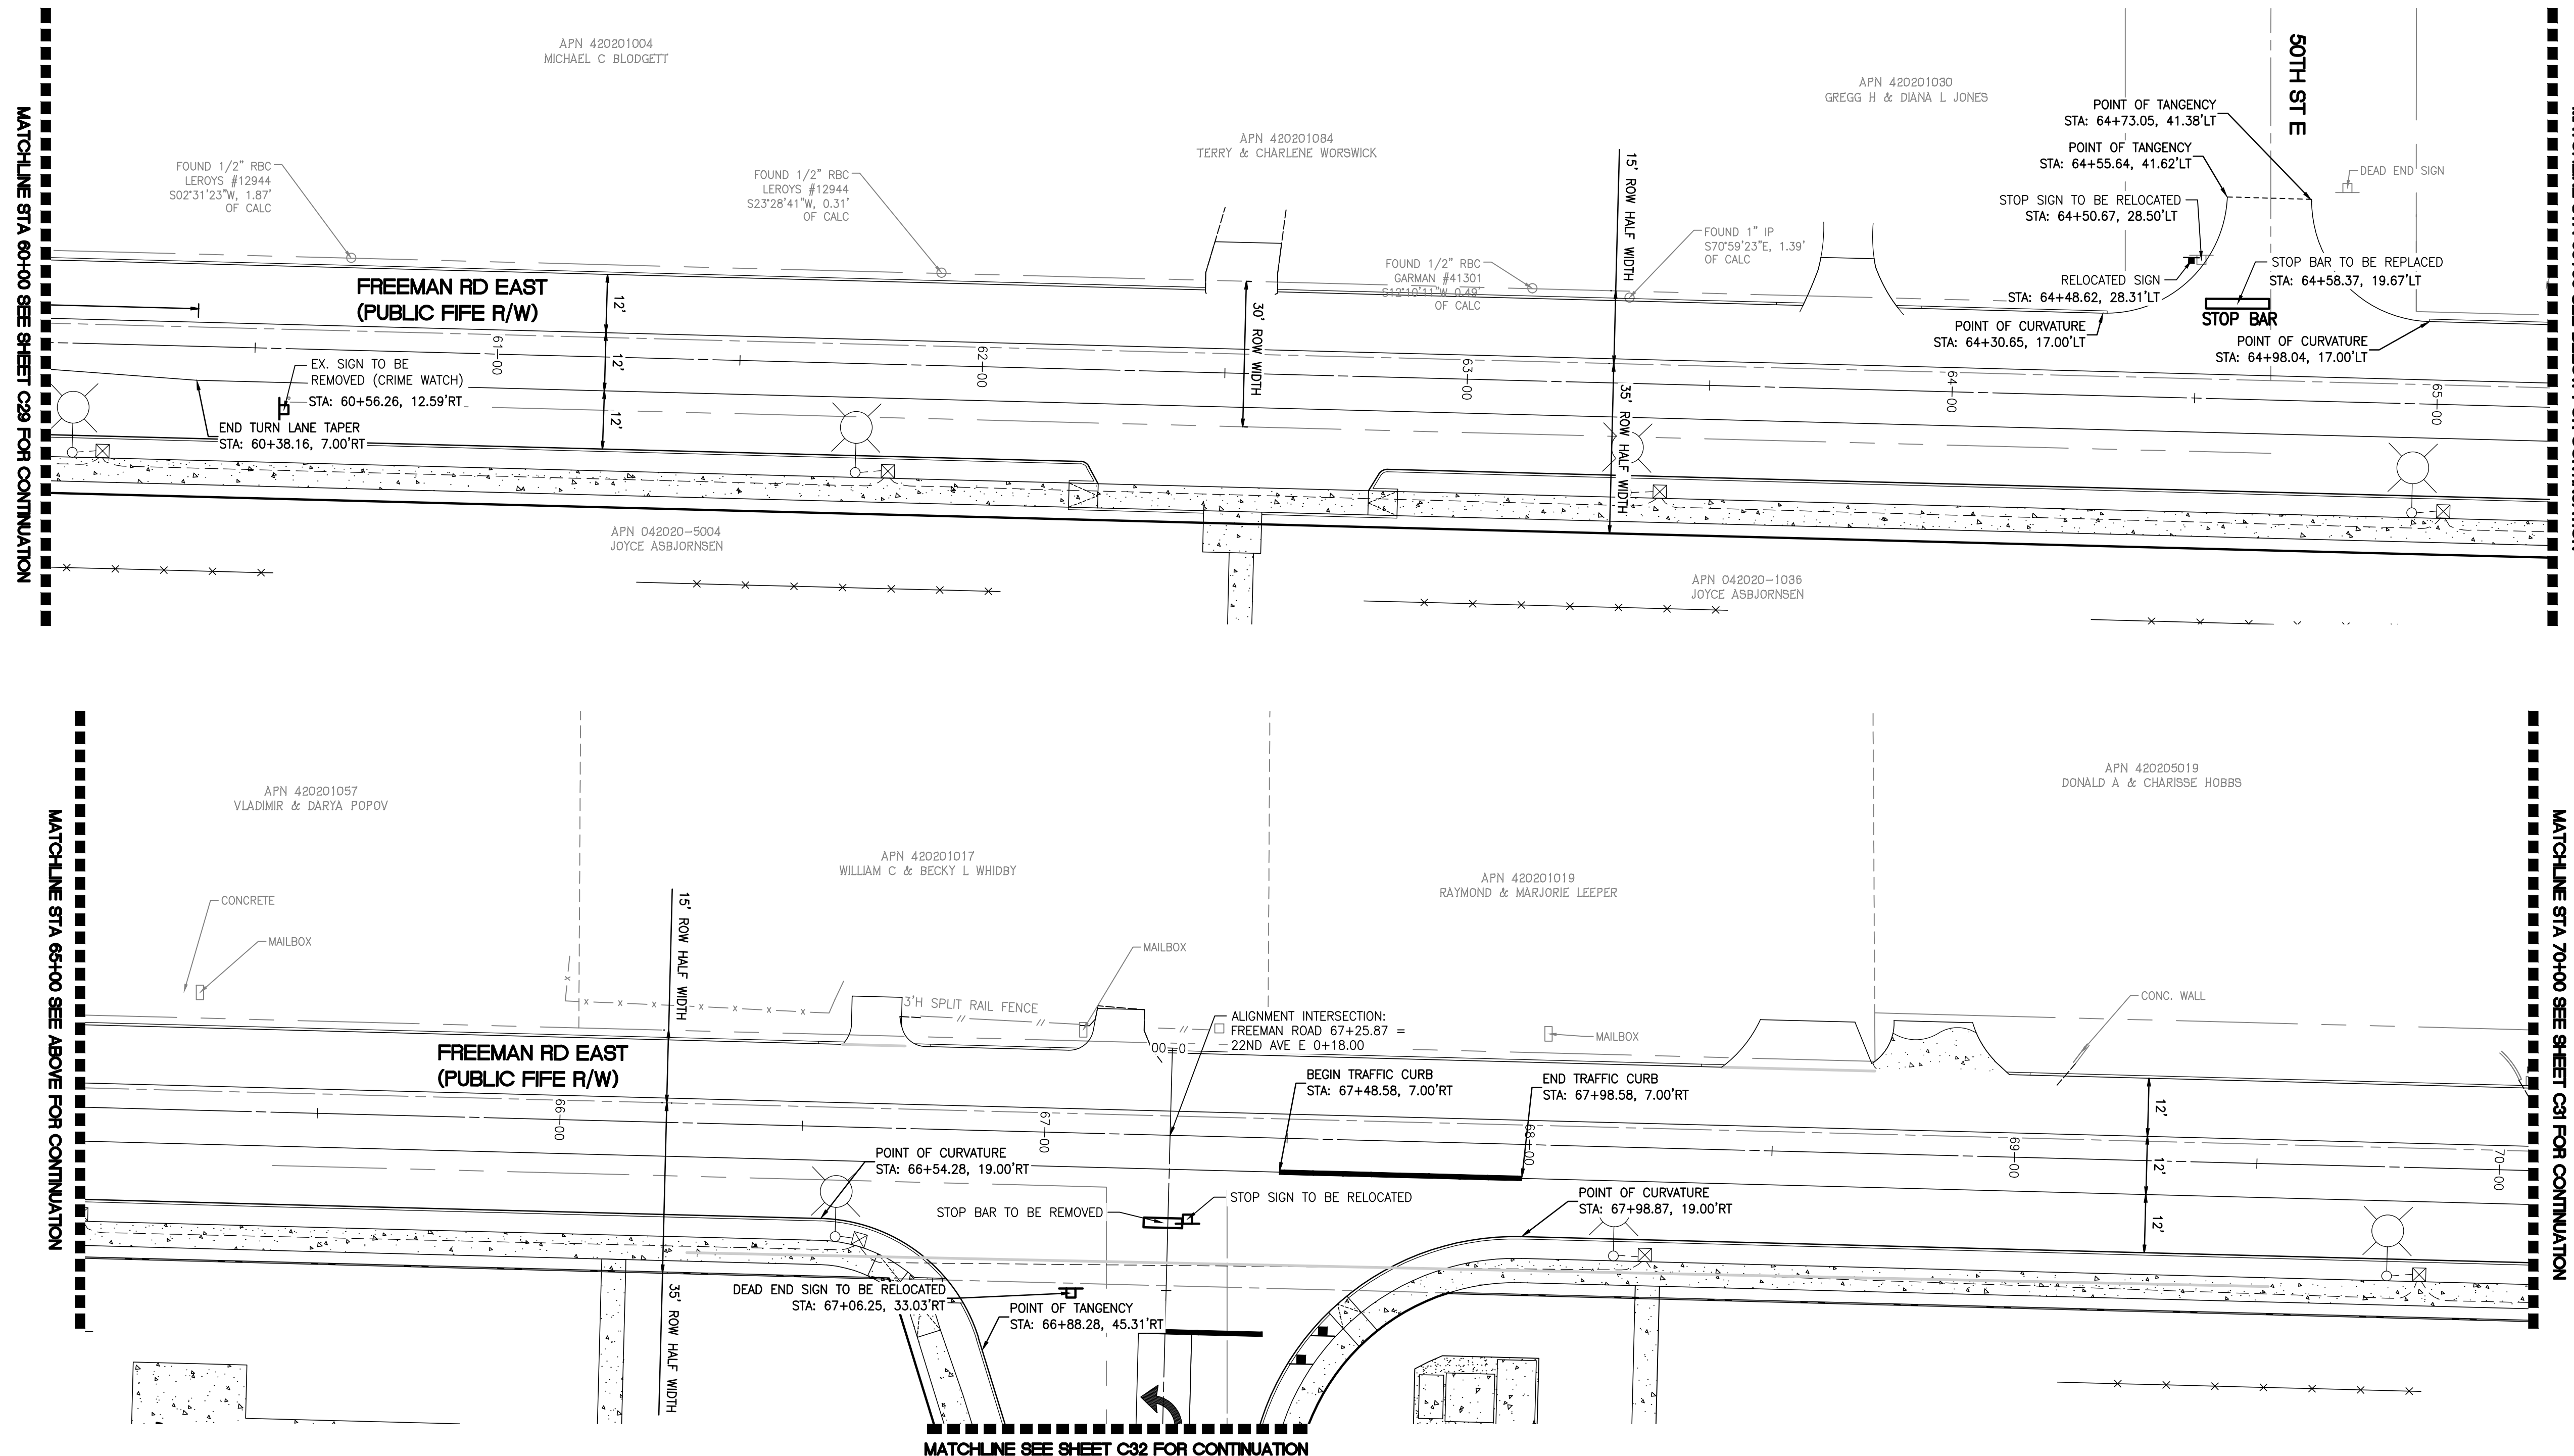 APN 420201004
MICHAEL C BLODGETT
APN 420201030
GREGG H & DIANA L JONES
50TH ST E
POINT OF TANGENCY
STA: 64+73.05, 41.38'LT
POINT OF TANGENCY
STA: 64+55.64, 41.62'LT
DEAD END SIGN
STOP SIGN TO BE RELOCATED
STA: 64+50.67, 28.50'LT
APN 420201084
TERRY & CHARLENE WORSWICK
FOUND 1/2" RBC
LEROYS #12944
S02°31'23"W, 1.87'
OF CALC
FOUND 1/2" RBC
LEROYS #12944
S23°28'41"W, 0.31'
OF CALC
15' ROW HALF WIDTH
FOUND 1" IP
S70°59'23"E, 1.39'
OF CALC
FOUND 1/2" RBC
GARMAN #41301
S12°10'11"W, 0.49'
OF CALC
RELOCATED SIGN
STA: 64+48.62, 28.31'LT
STOP BAR TO BE REPLACED
STA: 64+58.37, 19.67'LT
STOP BAR
POINT OF CURVATURE
STA: 64+30.65, 17.00'LT
POINT OF CURVATURE
STA: 64+98.04, 17.00'LT
MATCHLINE STA 60+00 SEE SHEET C29 FOR CONTINUATION
FREEMAN RD EAST
(PUBLIC FIFE R/W)
12'
12'
12'
30' ROW WIDTH
35' ROW HALF WIDTH
61+00
62+00
63+00
64+00
65+00
EX. SIGN TO BE
REMOVED (CRIME WATCH)
STA: 60+56.26, 12.59'RT
END TURN LANE TAPER
STA: 60+38.16, 7.00'RT
APN 042020-5004
JOYCE ASBJORNSEN
APN 042020-1036
JOYCE ASBJORNSEN
MATCHLINE STA 65+00 SEE ABOVE FOR CONTINUATION
APN 420201057
VLADIMIR & DARYA POPOV
APN 420201017
WILLIAM C & BECKY L WHIDBY
APN 420201019
RAYMOND & MARJORIE LEEPER
APN 420205019
DONALD A & CHARISSE HOBBS
MATCHLINE STA 70+00 SEE SHEET C31 FOR CONTINUATION
CONCRETE
MAILBOX
15' ROW HALF WIDTH
MAILBOX
3'H SPLIT RAIL FENCE
CONC. WALL
ALIGNMENT INTERSECTION:
FREEMAN ROAD 67+25.87 =
22ND AVE E 0+18.00
MAILBOX
0+00
FREEMAN RD EAST
(PUBLIC FIFE R/W)
BEGIN TRAFFIC CURB
STA: 67+48.58, 7.00'RT
END TRAFFIC CURB
STA: 67+98.58, 7.00'RT
12'
12'
12'
66+00
67+00
68+00
69+00
70+00
POINT OF CURVATURE
STA: 66+54.28, 19.00'RT
STOP SIGN TO BE RELOCATED
STOP BAR TO BE REMOVED
POINT OF CURVATURE
STA: 67+98.87, 19.00'RT
35' ROW HALF WIDTH
DEAD END SIGN TO BE RELOCATED
STA: 67+06.25, 33.03'RT
POINT OF TANGENCY
STA: 66+88.28, 45.31'RT
MATCHLINE SEE SHEET C32 FOR CONTINUATION